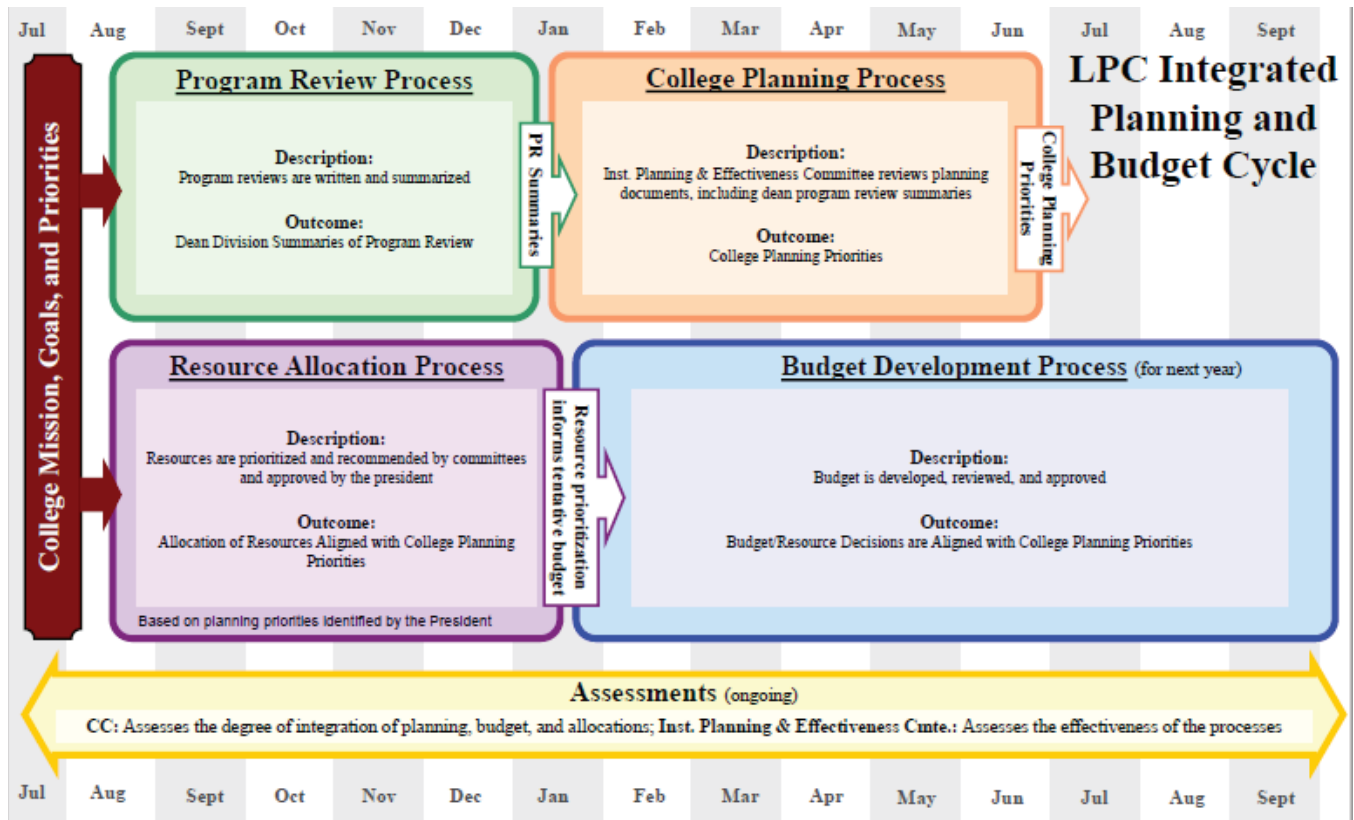 Jul Aug Sept Oct Nov Dec Jan Feb Mar Apr May Jun Jul Aug Sept
LPC Integrated
Planning and
Budget Cycle
College Mission, Goals, and Priorities
Program Review Process
Description:
Program reviews are written and summarized
Outcome:
Dean Division Summaries of Program Review
PR Summaries
College Planning Process
Description:
Inst. Planning & Effectiveness Committee reviews planning
documents, including dean program review summaries
Outcome:
College Planning Priorities
College Planning
Priorities
Resource Allocation Process
Description:
Resources are prioritized and recommended by committees
and approved by the president
Outcome:
Allocation of Resources Aligned with College Planning
Priorities
Based on planning priorities identified by the President
Resource prioritization
informs tentative budget
Budget Development Process (for next year)
Description:
Budget is developed, reviewed, and approved
Outcome:
Budget/Resource Decisions are Aligned with College Planning Priorities
Assessments (ongoing)
CC: Assesses the degree of integration of planning, budget, and allocations; Inst. Planning & Effectiveness Cmte.: Assesses the effectiveness of the processes
Jul Aug Sept Oct Nov Dec Jan Feb Mar Apr May Jun Jul Aug Sept